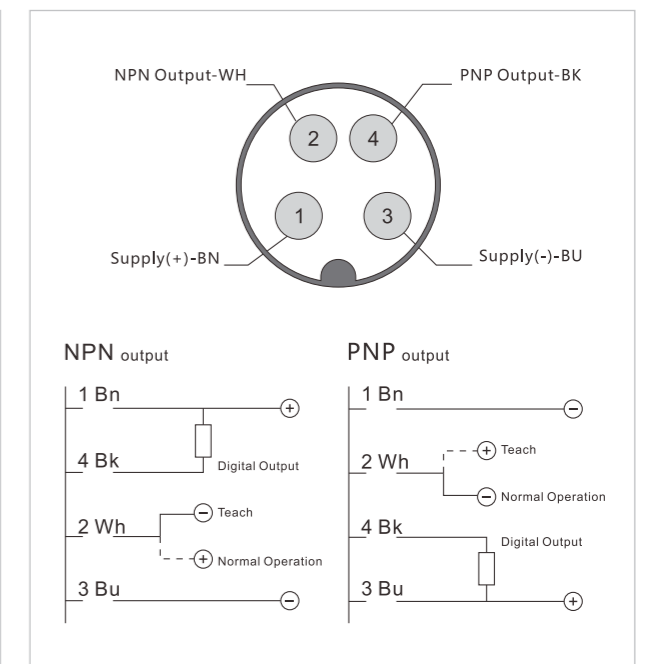 NPN Output-WH
PNP Output-BK
2
4
1
3
Supply(+)-BN
Supply(-)-BU
NPN output
1 Bn
+
4 Bk
Digital Output
− Teach
2 Wh
+ Normal Operation
3 Bu
−
PNP output
1 Bn
−
+ Teach
2 Wh
− Normal Operation
4 Bk
Digital Output
3 Bu
+